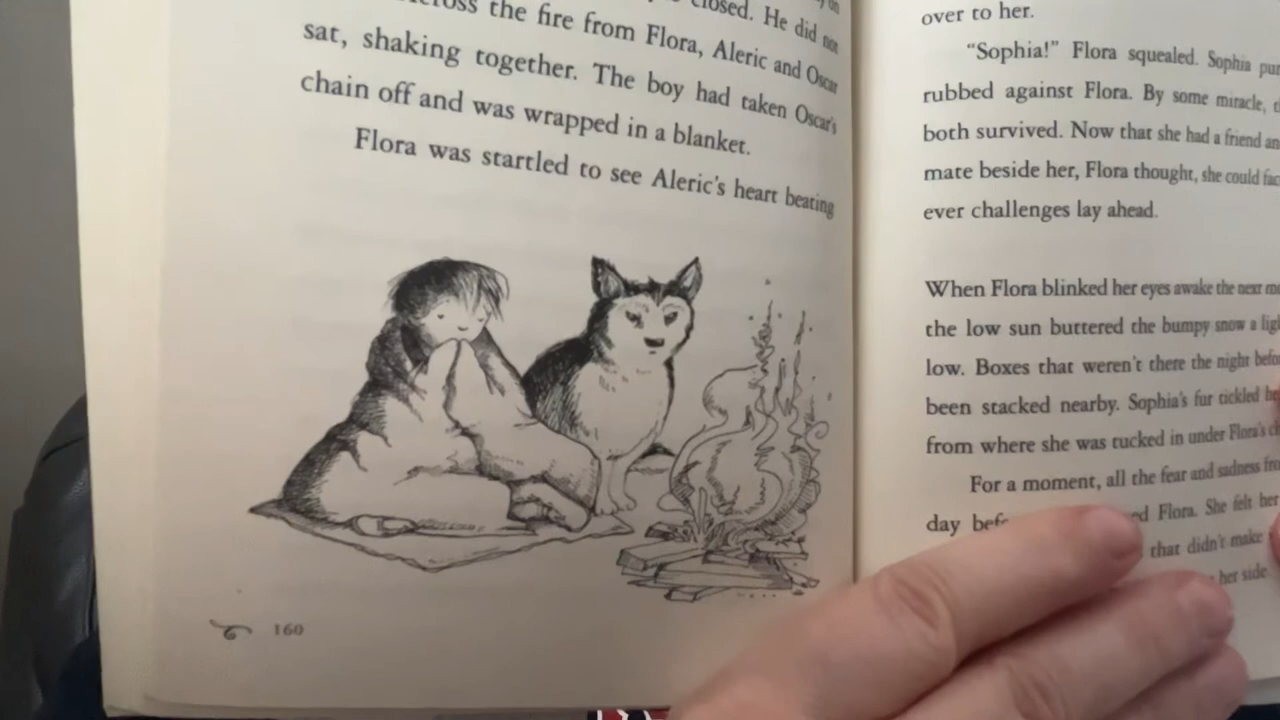 closed. He did not
the fire from Flora, Aleric and Oscar
sat, shaking together. The boy had taken Oscar's
chain off and was wrapped in a blanket.
Flora was startled to see Aleric's heart beating
160
over to her.
"Sophia!" Flora squealed. Sophia
rubbed against Flora. By some miracle,
both survived. Now that she had a friend
mate beside her, Flora thought, she could
ever challenges lay ahead.
When Flora blinked her eyes awake the next
the low sun buttered the bumpy snow a
low. Boxes that weren't there the night
been stacked nearby. Sophia's fur tickled
from where she was tucked in under Flora's
For a moment, all the fear and sadness
day Flora. She felt her
that didn't make
her side.